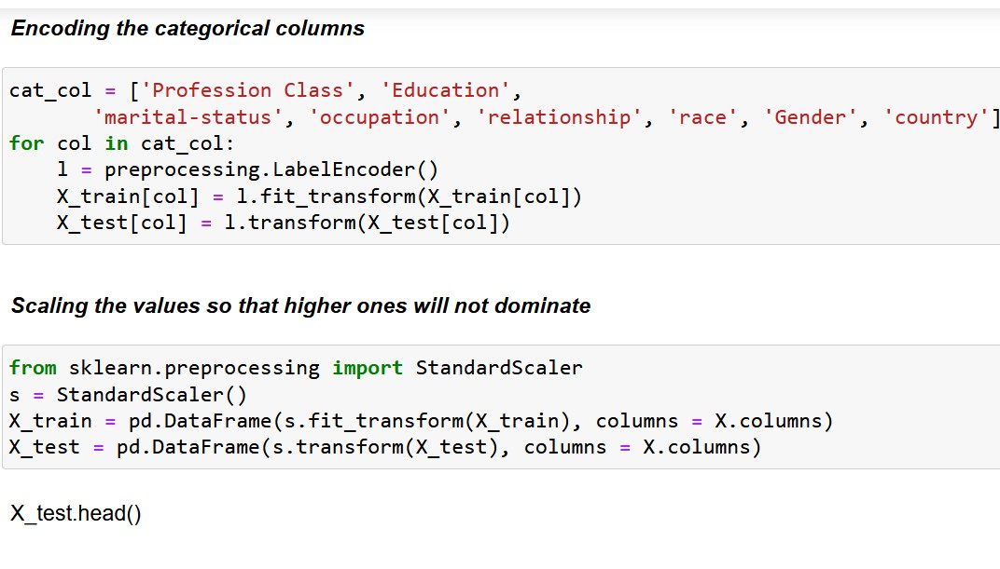 Encoding the categorical columns
cat_col = ['Profession Class', 'Education',
'marital-status', 'occupation', 'relationship', 'race', 'Gender', 'country']
for col in cat_col:
l = preprocessing.LabelEncoder()
X_train[col] = l.fit_transform(X_train[col])
X_test[col] = l.transform(X_test[col])
Scaling the values so that higher ones will not dominate
from sklearn.preprocessing import StandardScaler
s = StandardScaler()
X_train = pd.DataFrame(s.fit_transform(X_train), columns = X.columns)
X_test = pd.DataFrame(s.transform(X_test), columns = X.columns)
X_test.head()